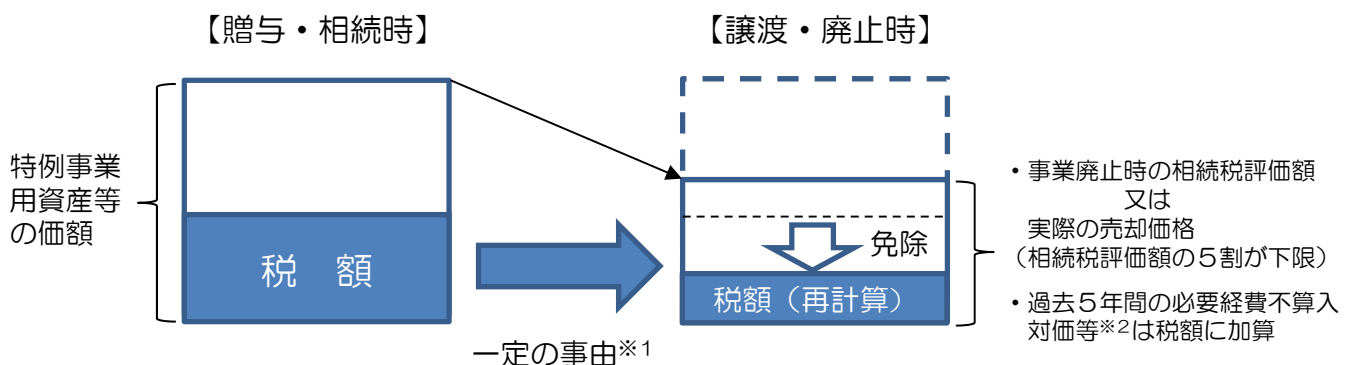 【贈与・相続時】
【譲渡・廃止時】
特例事業
用資産等
の価額
税 額
一定の事由※1
免除
税額（再計算）
・事業廃止時の相続税評価額
又は
実際の売却価格
（相続税評価額の５割が下限）
・過去５年間の必要経費不算入
対価等※2は税額に加算